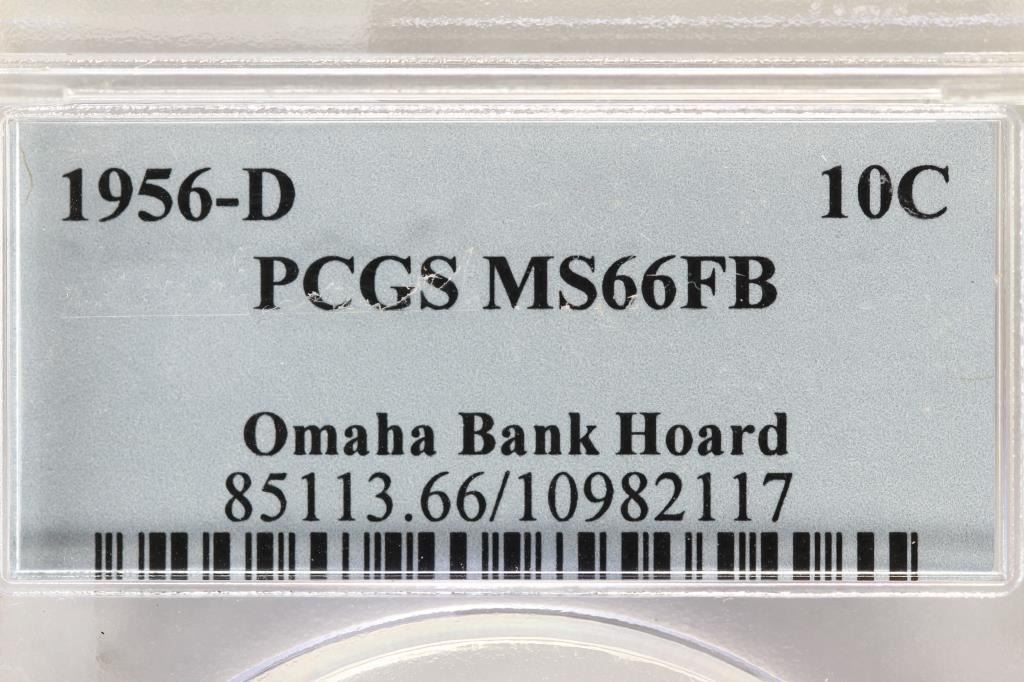 1956-D 10C
PCGS MS66FB
Omaha Bank Hoard
85113.66/10982117